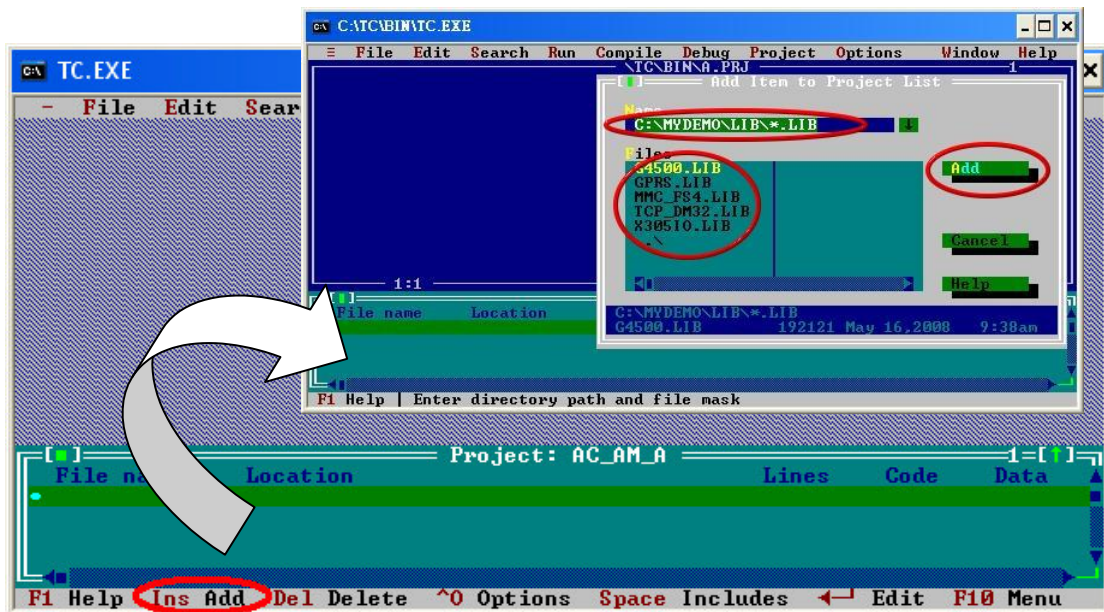 C:\TC\BIN\TC.EXE
≡ File Edit Search Run Compile Debug Project Options Window Help
\TC\BIN\A.PRJ 1
Add Item to Project List
Name
C:\MYDEMO\LIB\*.LIB
Files
G4500.LIB
GPRS.LIB
MMC_FS4.LIB
TCP_DM32.LIB
X305IO.LIB
..\
Add
Cancel
Help
C:\MYDEMO\LIB\*.LIB
G4500.LIB 192121 May 16,2008 9:38am
1:1
File name Location
F1 Help | Enter directory path and file mask
TC.EXE
- File Edit Sear
Project: AC_AM_A 1=[↑]
File na Location Lines Code Data
F1 Help Ins Add Del Delete ^O Options Space Includes ←┘ Edit F10 Menu